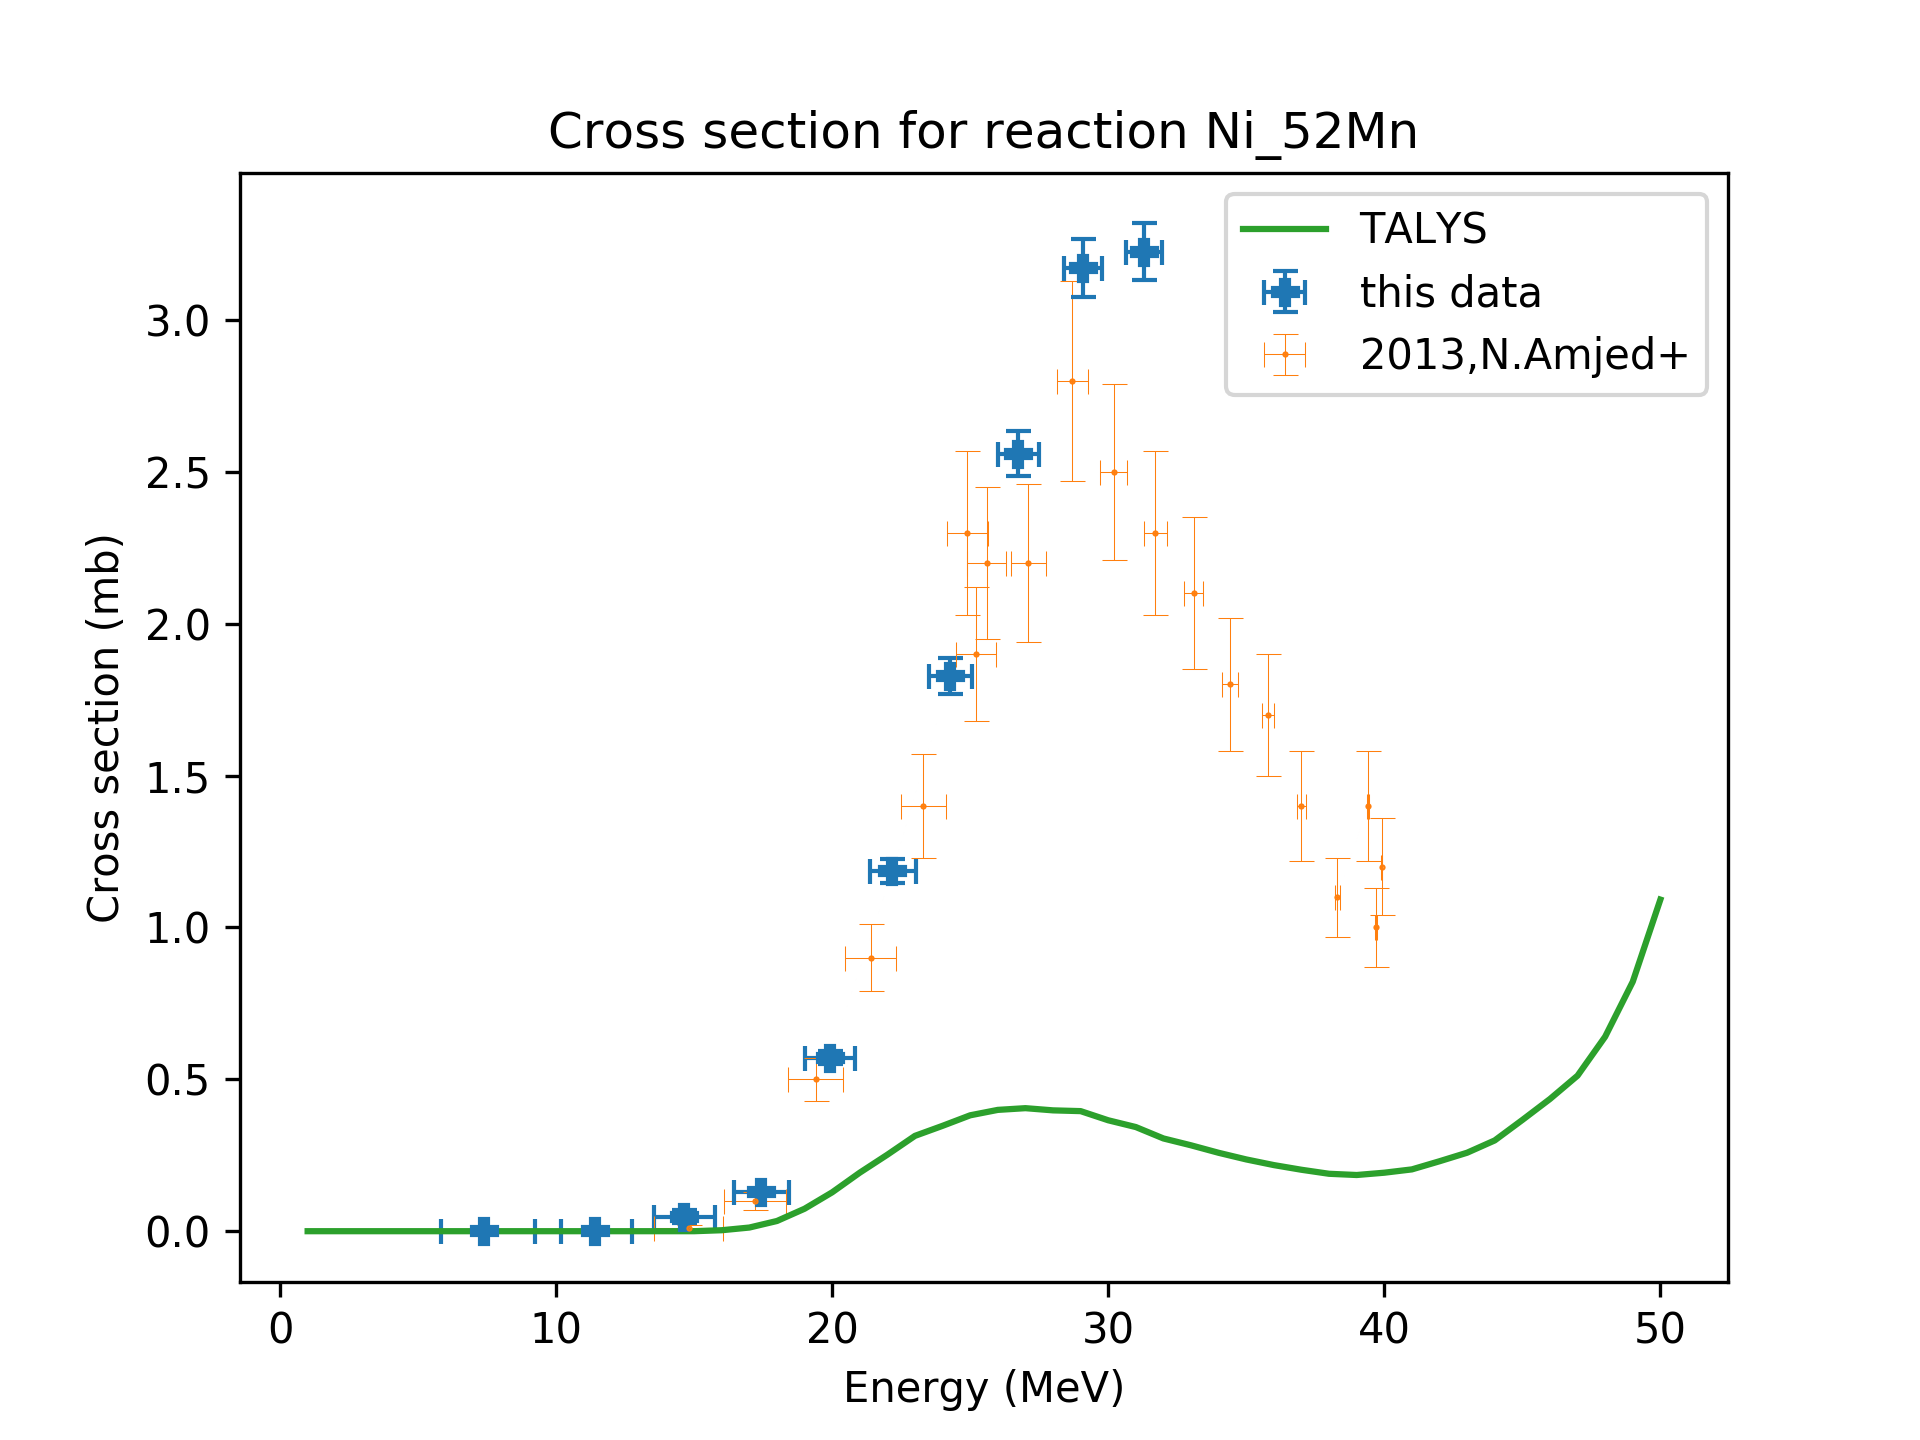 Cross section for reaction Ni_52Mn
TALYS
this data
2013,N.Amjed+
Cross section (mb)
3.0
2.5
2.0
1.5
1.0
0.5
0.0
0 10 20 30 40 50
Energy (MeV)